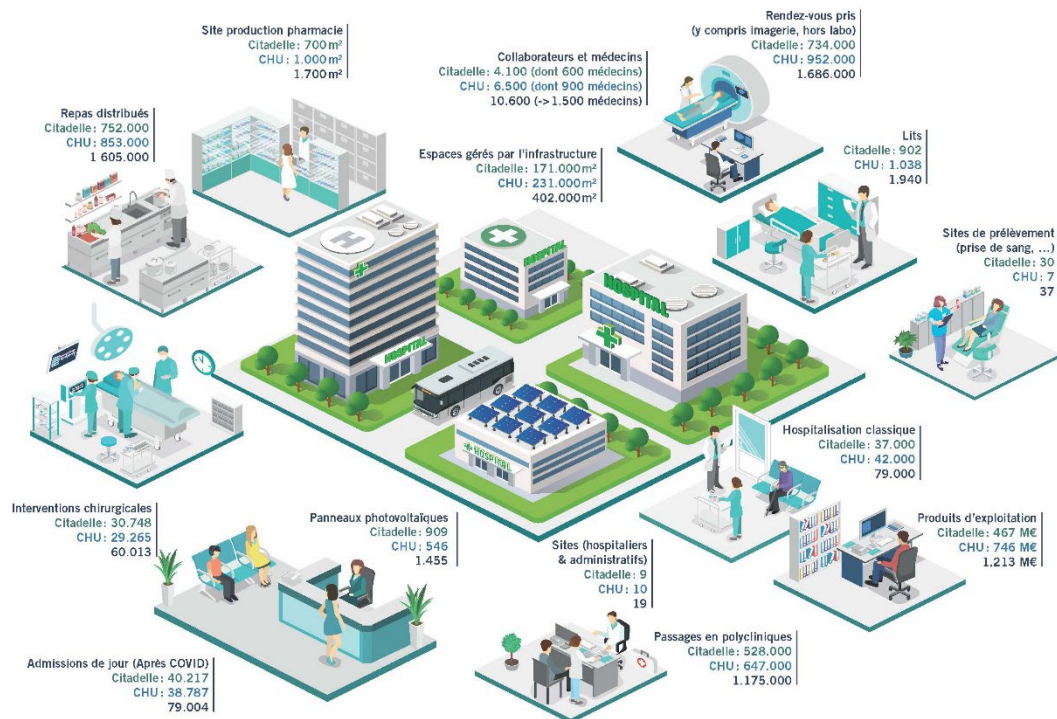 Site production pharmacie
Citadelle: 700 m²
CHU: 1.000 m²
1.700 m²
Rendez-vous pris
(y compris imagerie, hors labo)
Citadelle: 734.000
CHU: 952.000
1.686.000
Collaborateurs et médecins
Citadelle: 4.100 (dont 600 médecins)
CHU: 6.500 (dont 900 médecins)
10.600 (-> 1.500 médecins)
Repas distribués
Citadelle: 752.000
CHU: 853.000
1 605.000
Espaces gérés par l'infrastructure
Citadelle: 171.000 m²
CHU: 231.000 m²
402.000 m²
Lits
Citadelle: 902
CHU: 1.038
1.940
Sites de prélèvement
(prise de sang, ...)
Citadelle: 30
CHU: 7
37
H
HOSPITAL
HOSPITAL
HOSPITAL
HOSPITAL
Hospitalisation classique
Citadelle: 37.000
CHU: 42.000
79.000
Interventions chirurgicales
Citadelle: 30.748
CHU: 29.265
60.013
Panneaux photovoltaïques
Citadelle: 909
CHU: 546
1.455
Sites (hospitaliers
& administratifs)
Citadelle: 9
CHU: 10
19
Produits d'exploitation
Citadelle: 467 M€
CHU: 746 M€
1.213 M€
Passages en polycliniques
Citadelle: 528.000
CHU: 647.000
1.175.000
Admissions de jour (Après COVID)
Citadelle: 40.217
CHU: 38.787
79.004